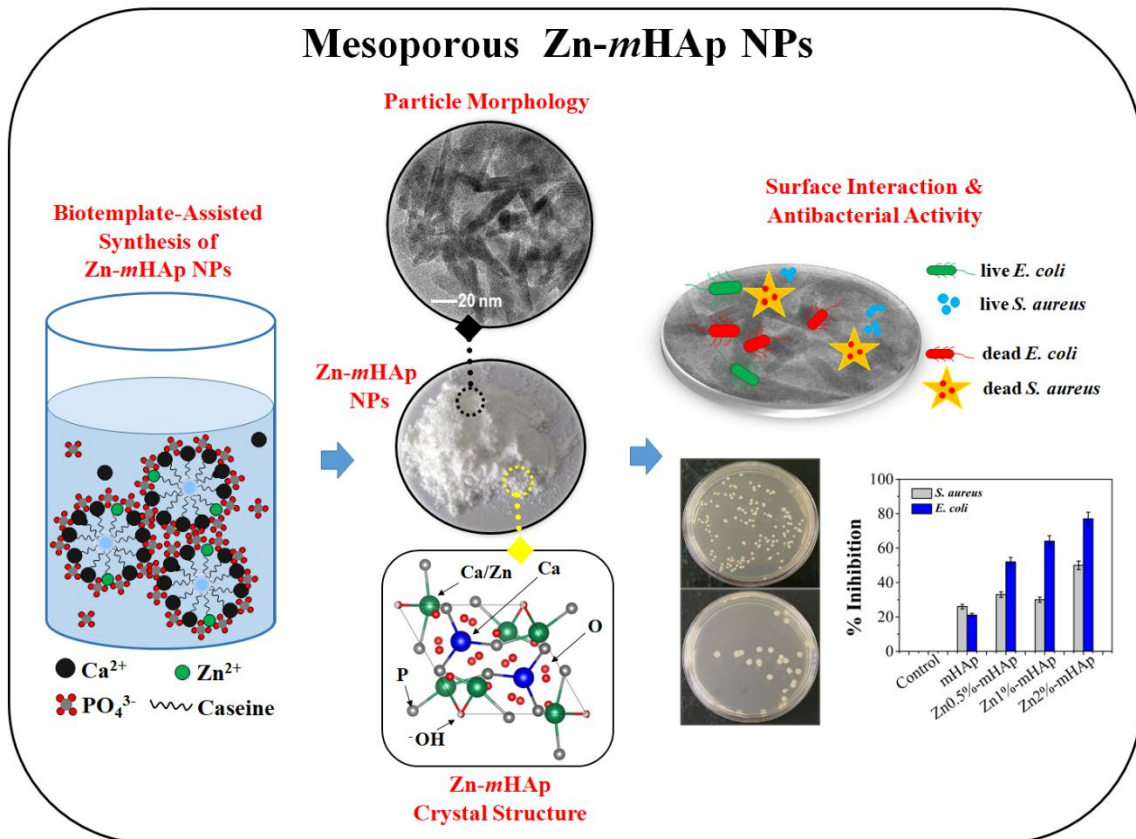 Mesoporous Zn-mHAp NPs
Particle Morphology
20 nm
Biotemplate-Assisted
Synthesis of
Zn-mHAp NPs
Ca²⁺
Zn²⁺
PO₄³⁻
Caseine
Zn-mHAp
NPs
Ca/Zn
Ca
O
P
⁻OH
Zn-mHAp
Crystal Structure
Surface Interaction &
Antibacterial Activity
live E. coli
live S. aureus
dead E. coli
dead S. aureus
% Inihibition
100
80
60
40
20
0
S. aureus
E. coli
Control
mHAp
Zn0.5%-mHAp
Zn1%-mHAp
Zn2%-mHAp